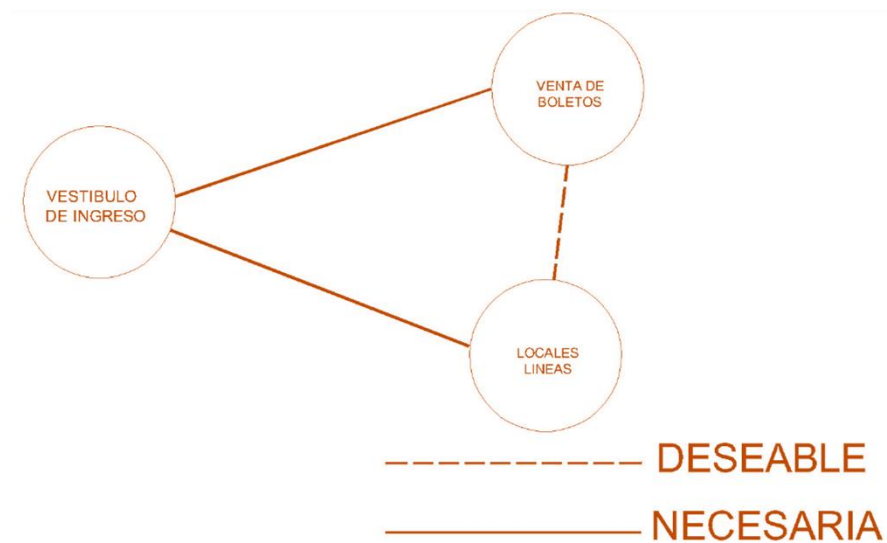 VENTA DE
BOLETOS
VESTIBULO
DE INGRESO
LOCALES
LINEAS
DESEABLE
NECESARIA